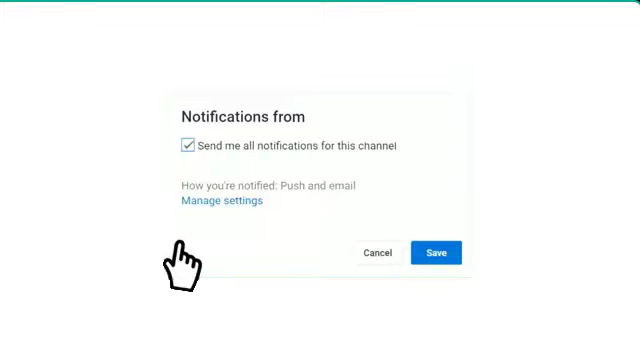 Notifications from
Send me all notifications for this channel
How you're notified: Push and email
Manage settings
Cancel
Save